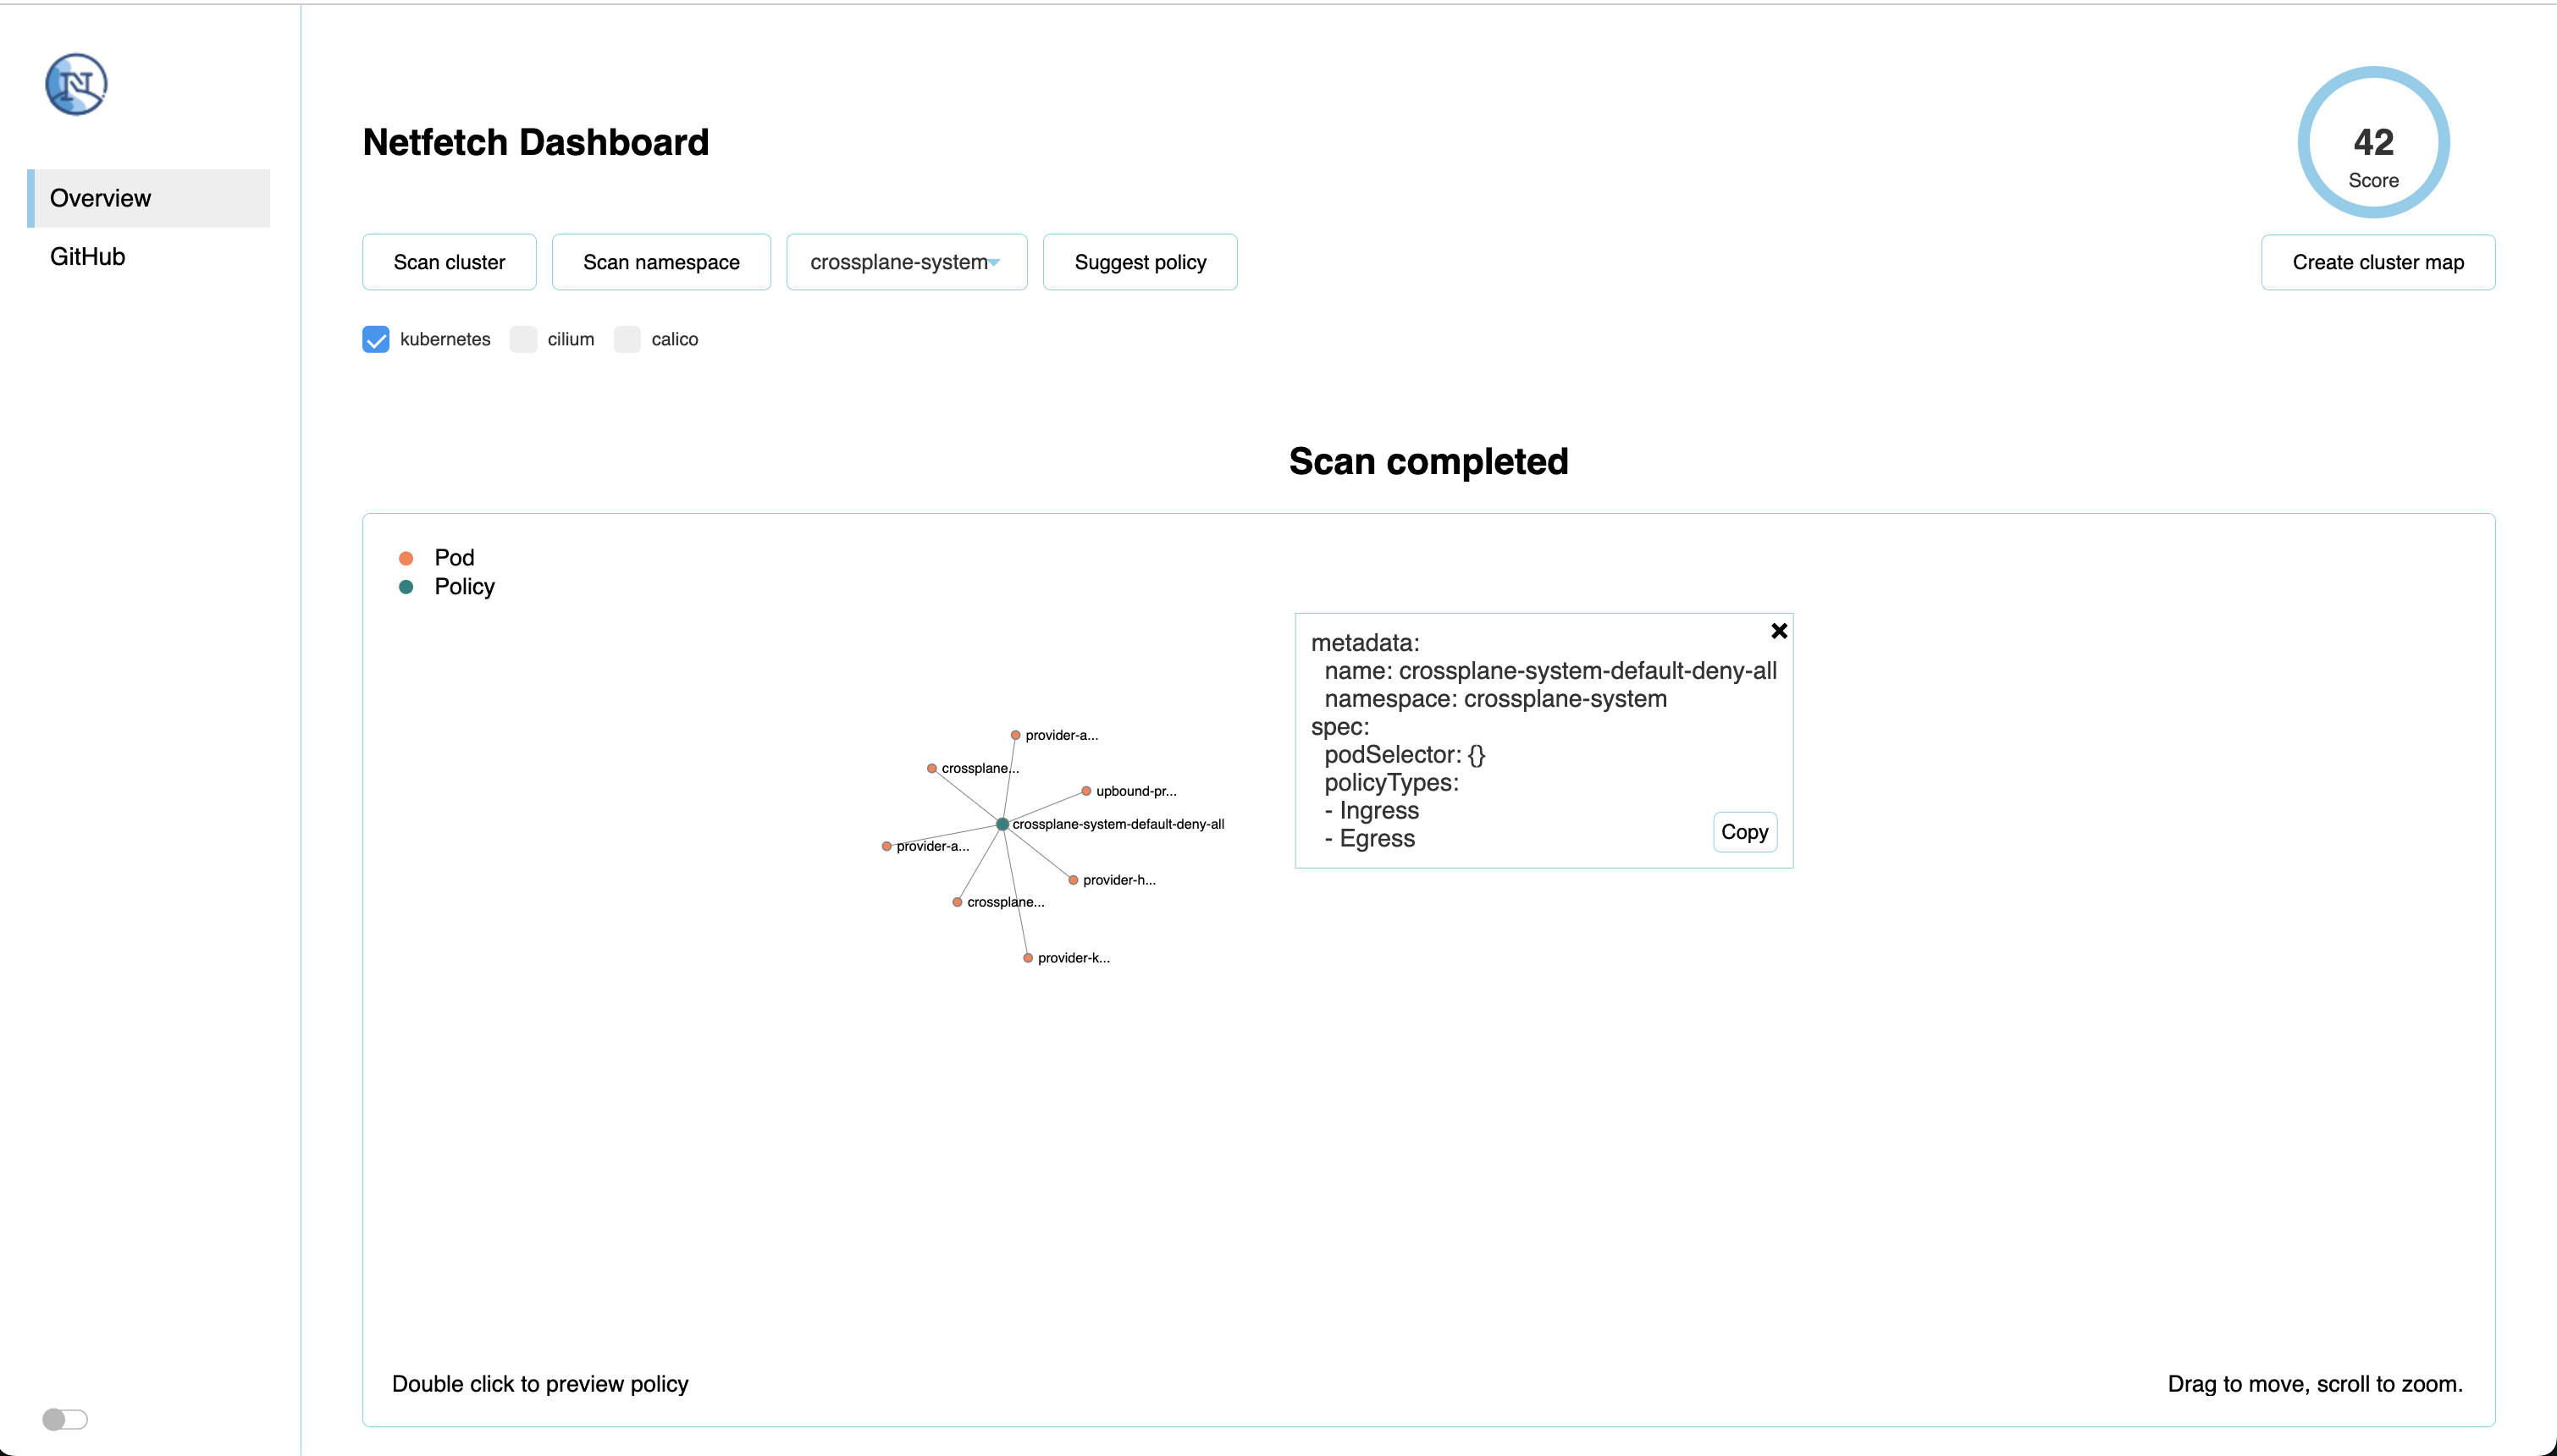 N
Overview
GitHub
Netfetch Dashboard
42
Score
Scan cluster
Scan namespace
crossplane-system
Suggest policy
Create cluster map
kubernetes
cilium
calico
Scan completed
Pod
Policy
metadata:
name: crossplane-system-default-deny-all
namespace: crossplane-system
spec:
podSelector: {}
policyTypes:
- Ingress
- Egress
Copy
provider-a...
crossplane...
upbound-pr...
crossplane-system-default-deny-all
provider-a...
provider-h...
crossplane...
provider-k...
Double click to preview policy
Drag to move, scroll to zoom.